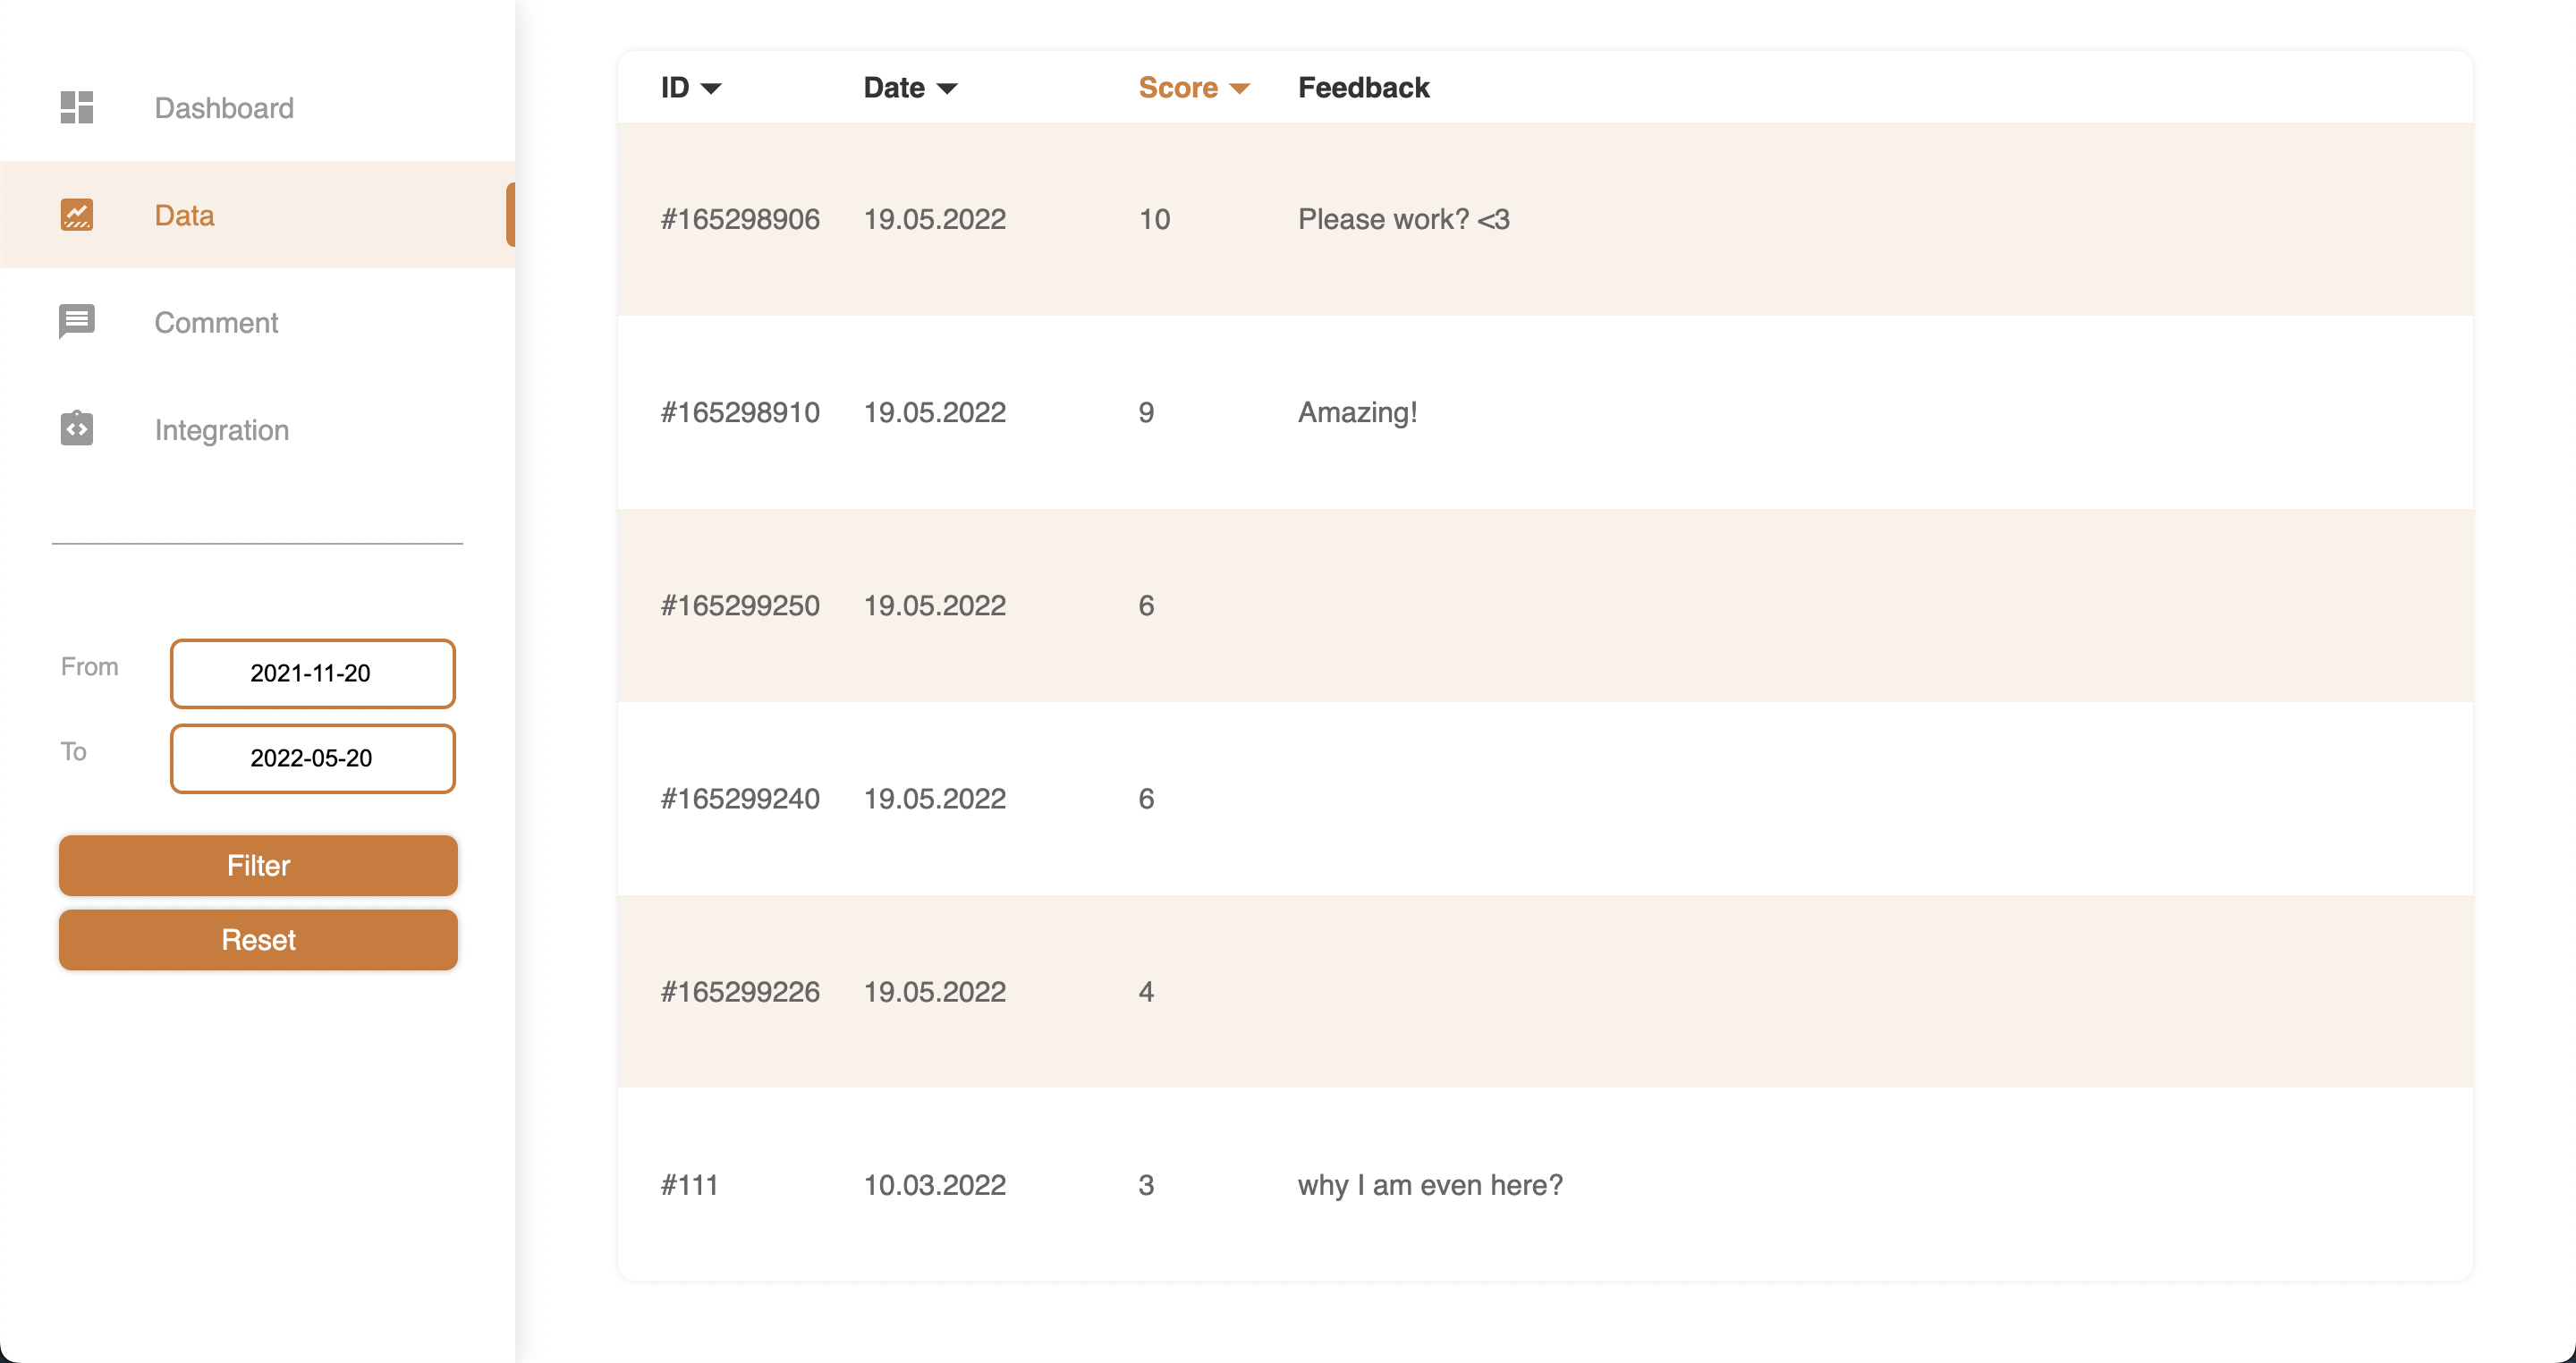 Dashboard
Data
Comment
Integration
From 2021-11-20
To 2022-05-20
Filter
Reset
ID Date Score Feedback
#165298906 19.05.2022 10 Please work? <3
#165298910 19.05.2022 9 Amazing!
#165299250 19.05.2022 6
#165299240 19.05.2022 6
#165299226 19.05.2022 4
#111 10.03.2022 3 why I am even here?